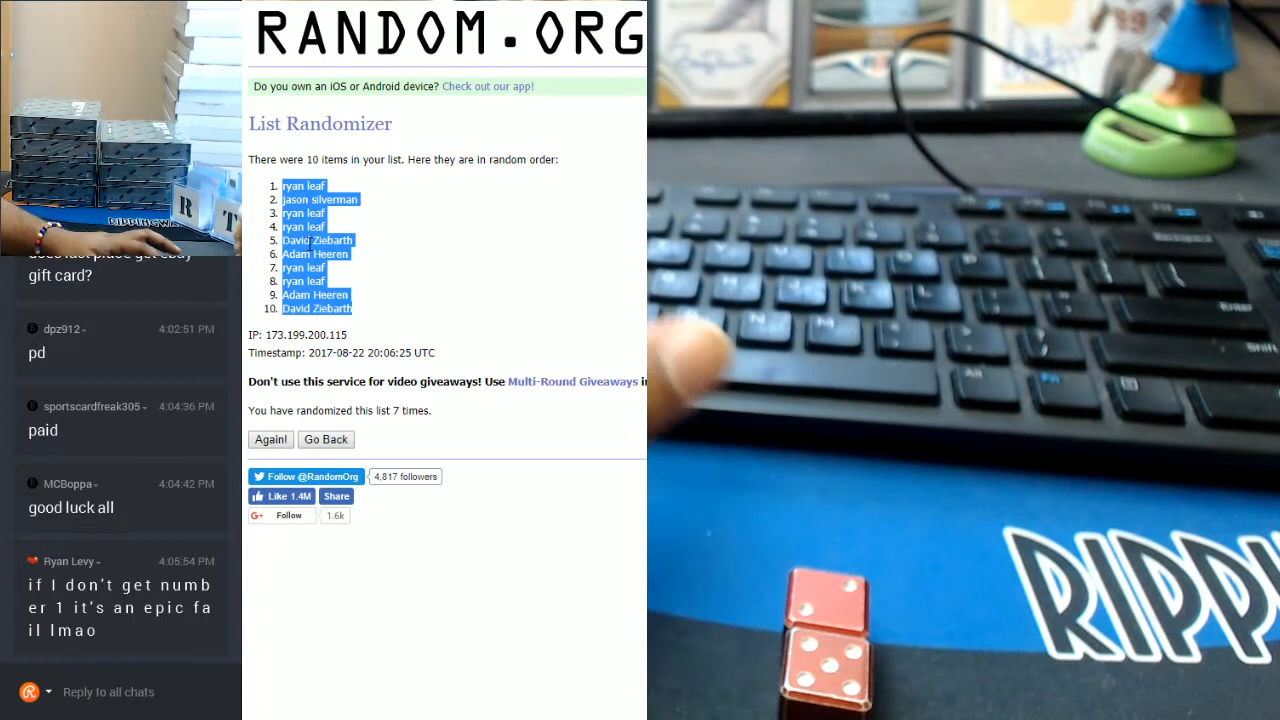 RANDOM.ORG
Do you own an iOS or Android device? Check out our app!
List Randomizer
There were 10 items in your list. Here they are in random order:
1. ryan leaf
2. jason silverman
3. ryan leaf
4. ryan leaf
5. David Ziebarth
6. Adam Heeren
7. ryan leaf
8. ryan leaf
9. Adam Heeren
10. David Ziebarth
IP: 173.199.200.115
Timestamp: 2017-08-22 20:06:25 UTC
Don't use this service for video giveaways! Use Multi-Round Giveaways
You have randomized this list 7 times.
Again! Go Back
Follow @RandomOrg 4,817 followers
Like 1.4M Share
G+ Follow 1.6k
R T
RIPPINGWA
gift card?
dpz912 4:02:51 PM
pd
sportscardfreak305 4:04:36 PM
paid
MCBoppa 4:04:42 PM
good luck all
Ryan Levy 4:05:54 PM
if I don't get numb
er 1 it's an epic fa
il lmao
Reply to all chats
Backspace
Enter
Shift
Alt
Fn
RIPPI